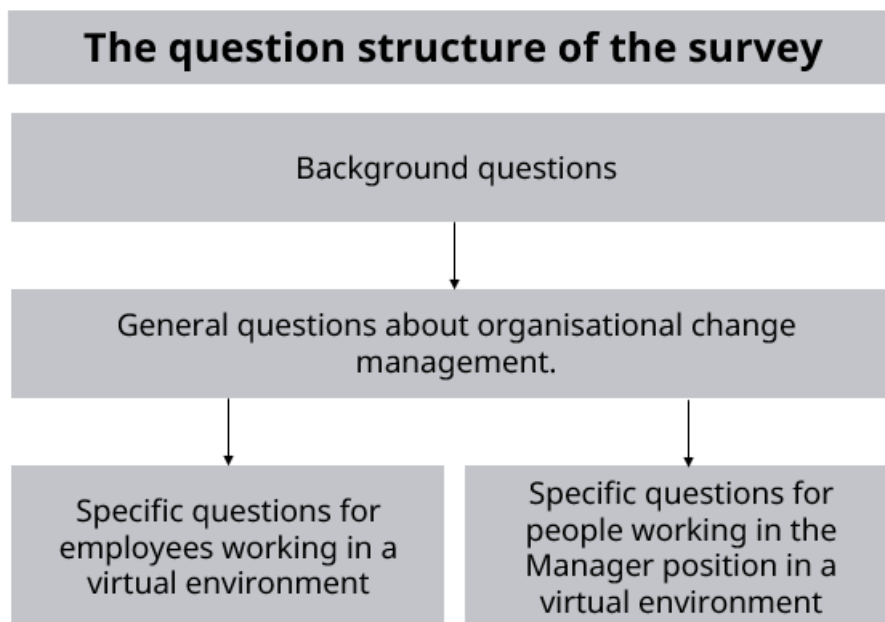 The question structure of the survey
Background questions
General questions about organisational change
management.
Specific questions for
employees working in a
virtual environment
Specific questions for
people working in the
Manager position in a
virtual environment